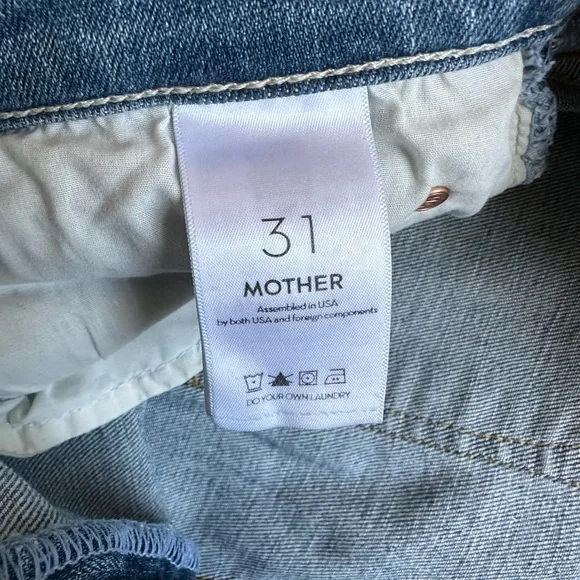 31
MOTHER
Assembled in USA
by both USA and foreign components
DO YOUR OWN LAUNDRY